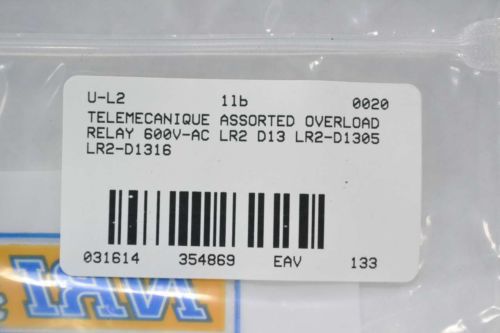 U-L2 1lb 0020
TELEMECANIQUE ASSORTED OVERLOAD
RELAY 600V-AC LR2 D13 LR2-D1305
LR2-D1316
031614 354869 EAV 133
NRI